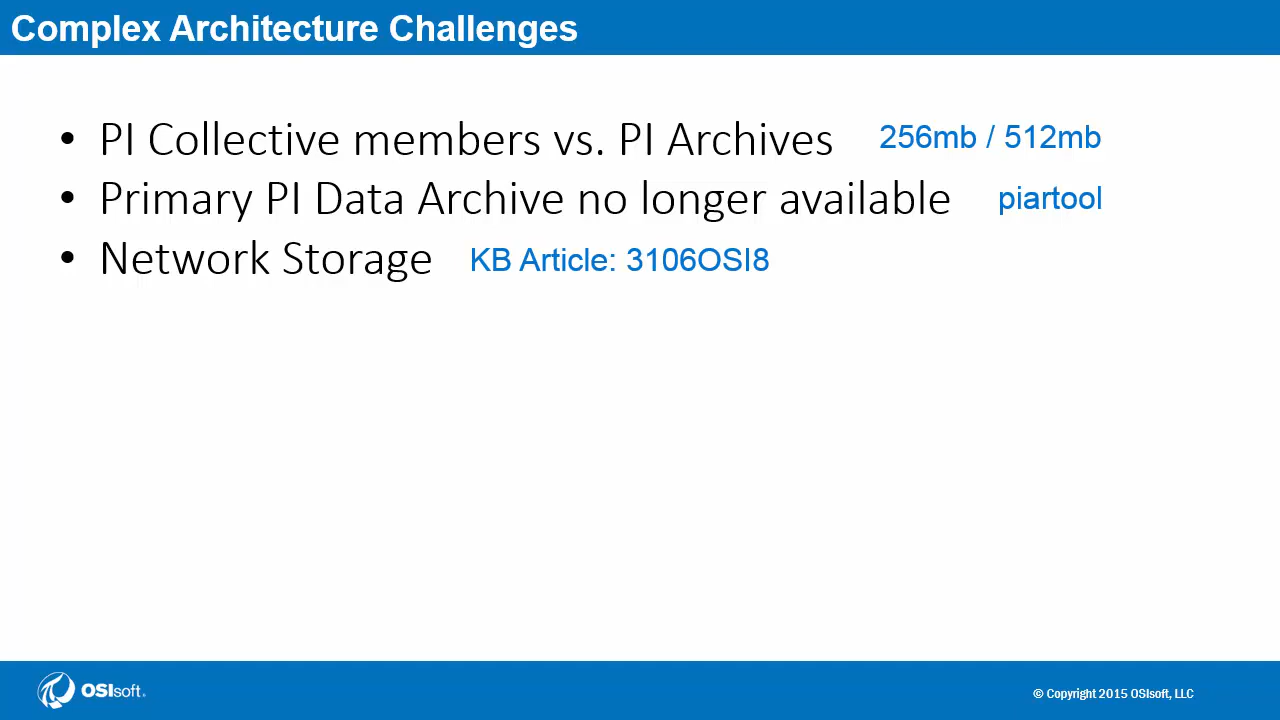 Complex Architecture Challenges
• PI Collective members vs. PI Archives 256mb / 512mb
• Primary PI Data Archive no longer available piartool
• Network Storage KB Article: 3106OSI8
OSIsoft.
© Copyright 2015 OSIsoft, LLC